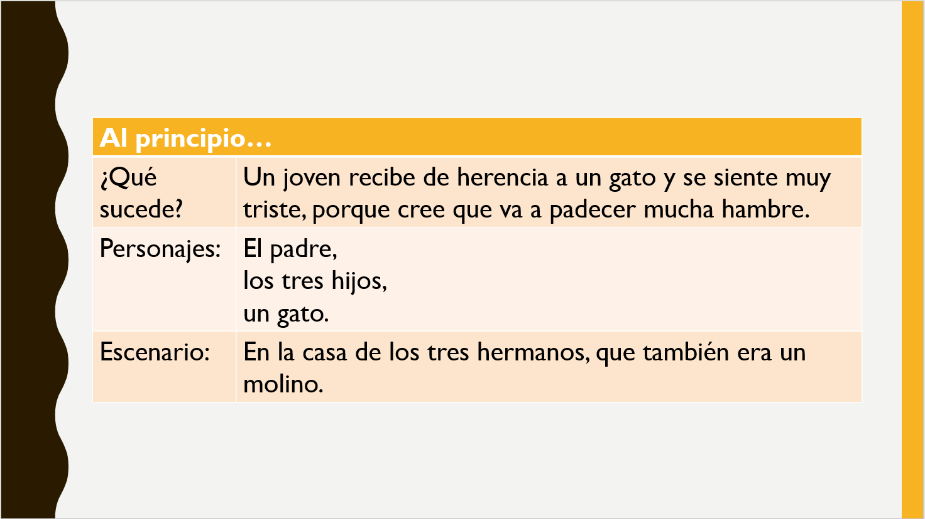 Al principio…
¿Qué
sucede?
Un joven recibe de herencia a un gato y se siente muy
triste, porque cree que va a padecer mucha hambre.
Personajes:
El padre,
los tres hijos,
un gato.
Escenario:
En la casa de los tres hermanos, que también era un
molino.